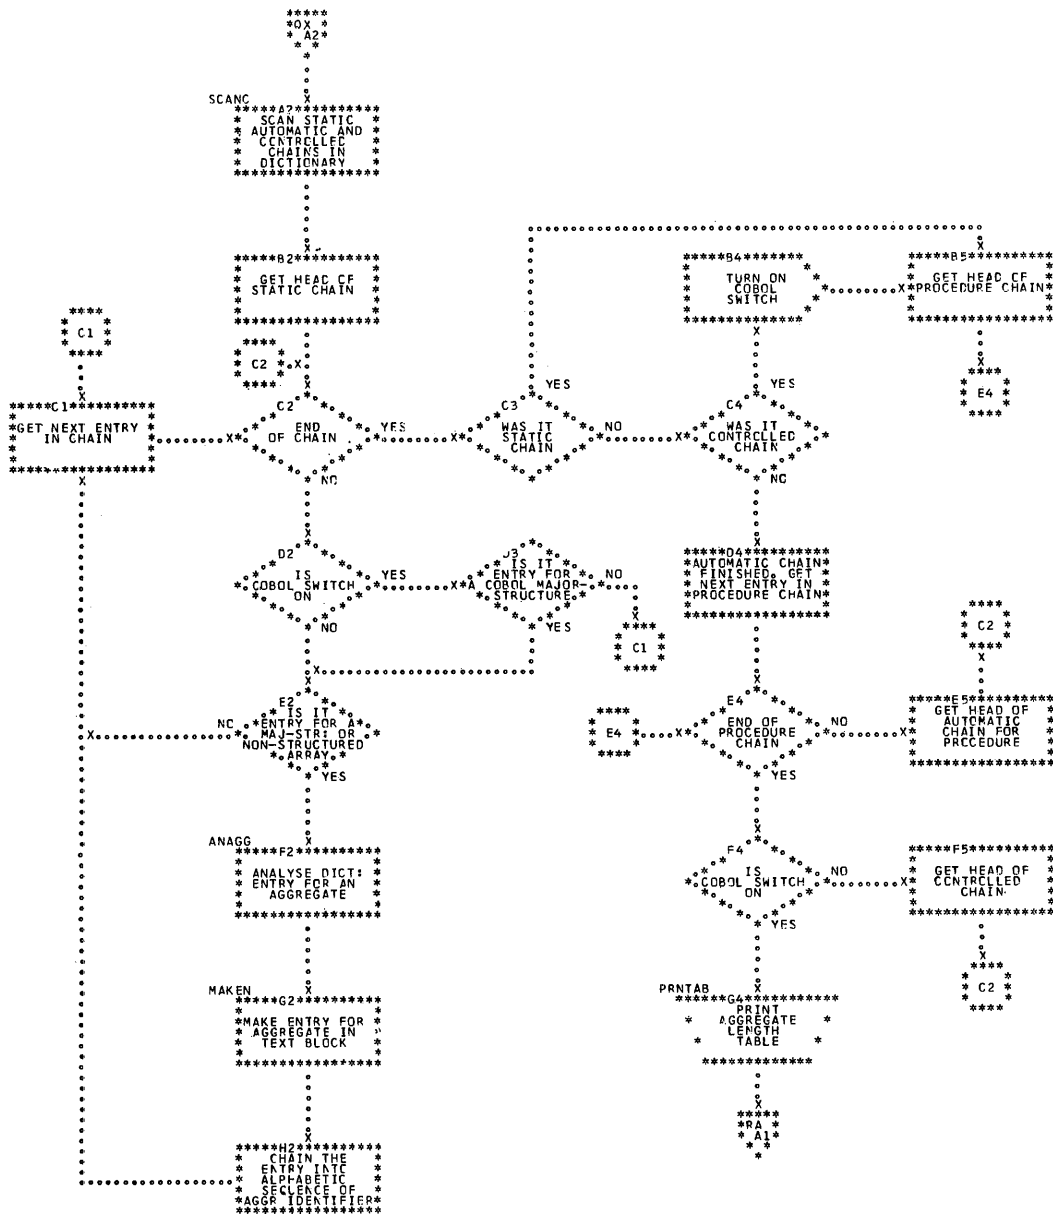 QX
A2
SCANC
A2
SCAN STATIC
AUTOMATIC AND
CONTROLLED
CHAINS IN
DICTIONARY
B2
GET HEAD OF
STATIC CHAIN
B4
TURN ON
COBOL
SWITCH
B5
GET HEAD OF
PROCEDURE CHAIN
C1
C2
E4
C1
GET NEXT ENTRY
IN CHAIN
C2
END
OF CHAIN
YES
NO
C3
WAS IT
STATIC
CHAIN
YES
NO
C4
WAS IT
CONTROLLED
CHAIN
YES
NO
D2
IS
COBOL SWITCH
ON
YES
NO
D3
IS IT
ENTRY FOR
A COBOL MAJOR-
STRUCTURE
NO
YES
C1
D4
AUTOMATIC CHAIN
FINISHED. GET
NEXT ENTRY IN
PROCEDURE CHAIN
C2
E2
IS IT
ENTRY FOR A
MAJ-STR: OR
NON-STRUCTURED
ARRAY
NO
YES
E4
E4
END OF
PROCEDURE
CHAIN
NO
YES
E5
GET HEAD OF
AUTOMATIC
CHAIN FOR
PROCEDURE
ANAGG
F2
ANALYSE DICT:
ENTRY FOR AN
AGGREGATE
F4
IS
COBOL SWITCH
ON
NO
YES
F5
GET HEAD OF
CONTROLLED
CHAIN
C2
MAKEN
G2
MAKE ENTRY FOR
AGGREGATE IN
TEXT BLOCK
PRNTAB
G4
PRINT
AGGREGATE
LENGTH
TABLE
RA
A1
H2
CHAIN THE
ENTRY INTO
ALPHABETIC
SEQUENCE OF
AGGR IDENTIFIER